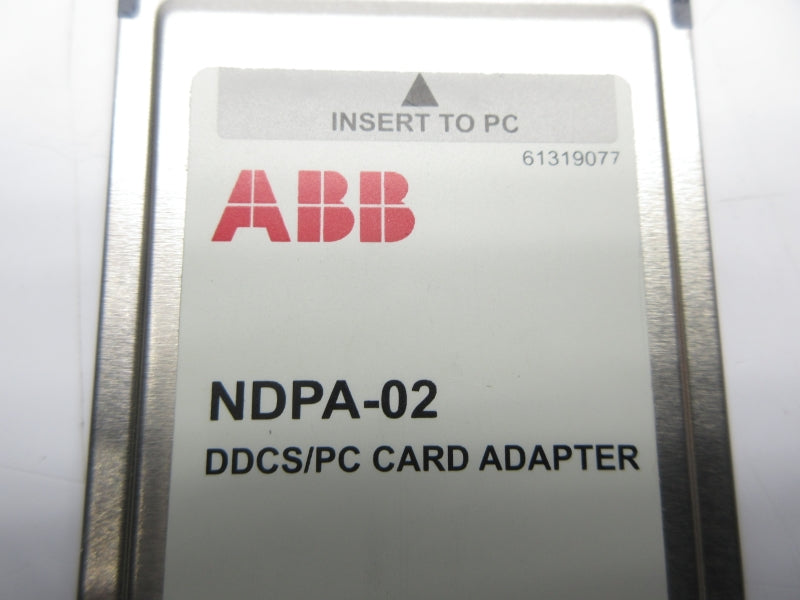 INSERT TO PC
61319077
ABB
NDPA-02
DDCS/PC CARD ADAPTER